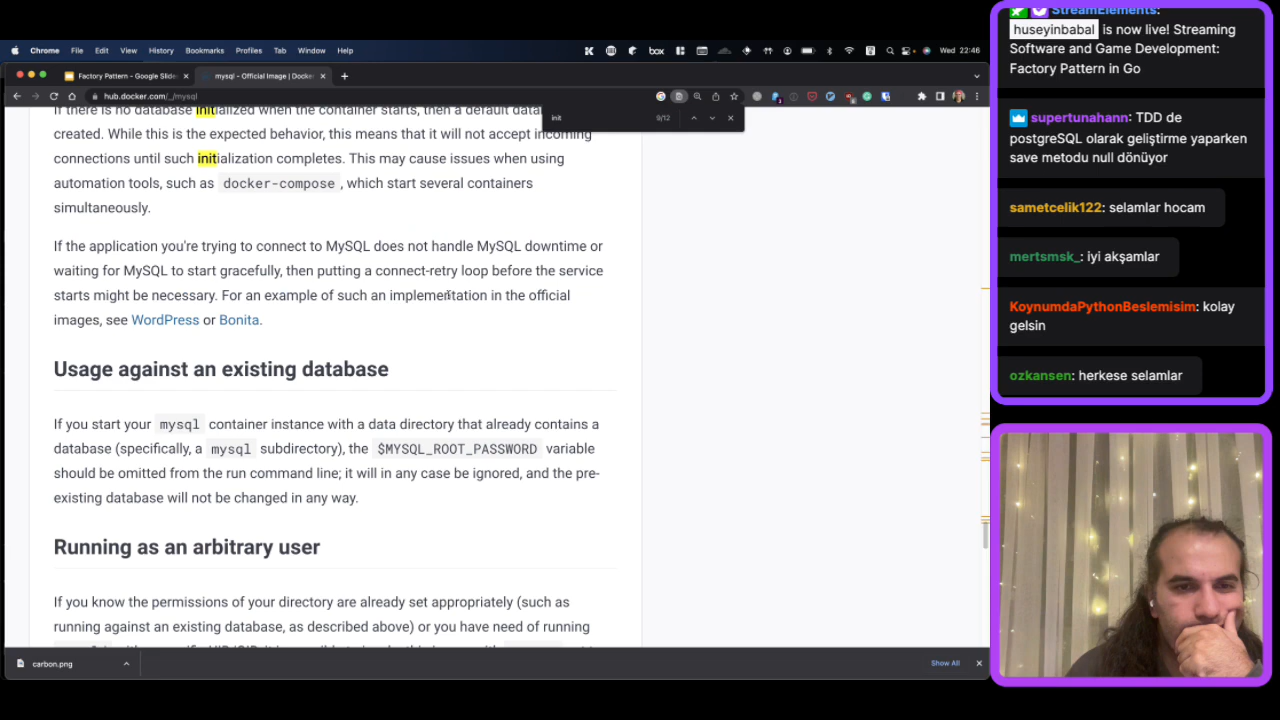 Chrome File Edit View History Bookmarks Profiles Tab Window Help
box
Wed 22:46
Factory Pattern - Google Slide
mysql - Official Image | Docker
hub.docker.com/_/mysql
init 9/12
If there is no database initialized when the container starts, then a default datab
created. While this is the expected behavior, this means that it will not accept incoming
connections until such initialization completes. This may cause issues when using
automation tools, such as docker-compose , which start several containers
simultaneously.
If the application you're trying to connect to MySQL does not handle MySQL downtime or
waiting for MySQL to start gracefully, then putting a connect-retry loop before the service
starts might be necessary. For an example of such an implementation in the official
images, see WordPress or Bonita.
Usage against an existing database
If you start your mysql container instance with a data directory that already contains a
database (specifically, a mysql subdirectory), the $MYSQL_ROOT_PASSWORD variable
should be omitted from the run command line; it will in any case be ignored, and the pre-
existing database will not be changed in any way.
Running as an arbitrary user
If you know the permissions of your directory are already set appropriately (such as
running against an existing database, as described above) or you have need of running
carbon.png
Show All
StreamElements:
huseyinbabal is now live! Streaming
Software and Game Development:
Factory Pattern in Go
supertunahann: TDD de
postgreSQL olarak geliştirme yaparken
save metodu null dönüyor
sametcelik122: selamlar hocam
mertsmsk_: iyi akşamlar
KoynumdaPythonBeslemisim: kolay
gelsin
ozkansen: herkese selamlar